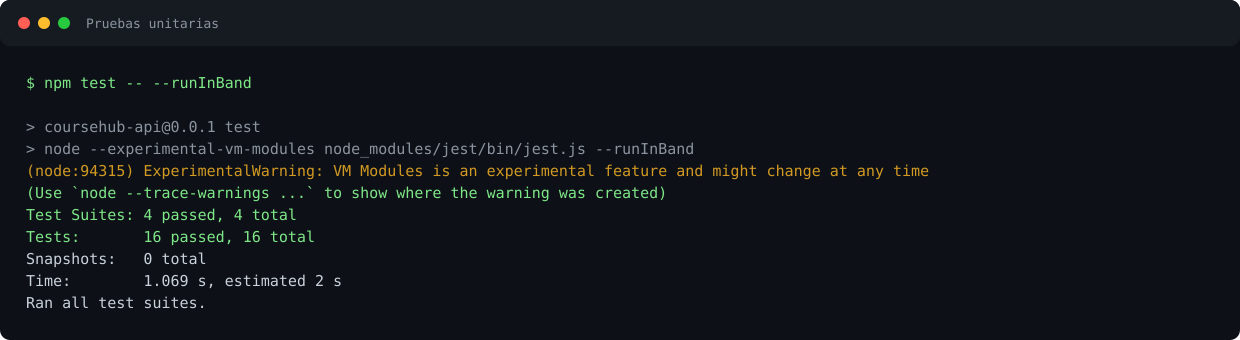 Pruebas unitarias
$ npm test -- --runInBand
> coursehub-api@0.0.1 test
> node --experimental-vm-modules node_modules/jest/bin/jest.js --runInBand
(node:94315) ExperimentalWarning: VM Modules is an experimental feature and might change at any time
(Use `node --trace-warnings ...` to show where the warning was created)
Test Suites: 4 passed, 4 total
Tests:       16 passed, 16 total
Snapshots:   0 total
Time:        1.069 s, estimated 2 s
Ran all test suites.